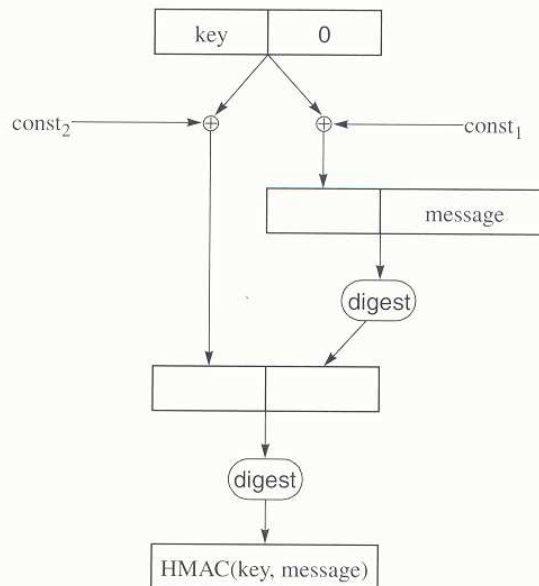 key 0
const₂ const₁
message
digest
digest
HMAC(key, message)